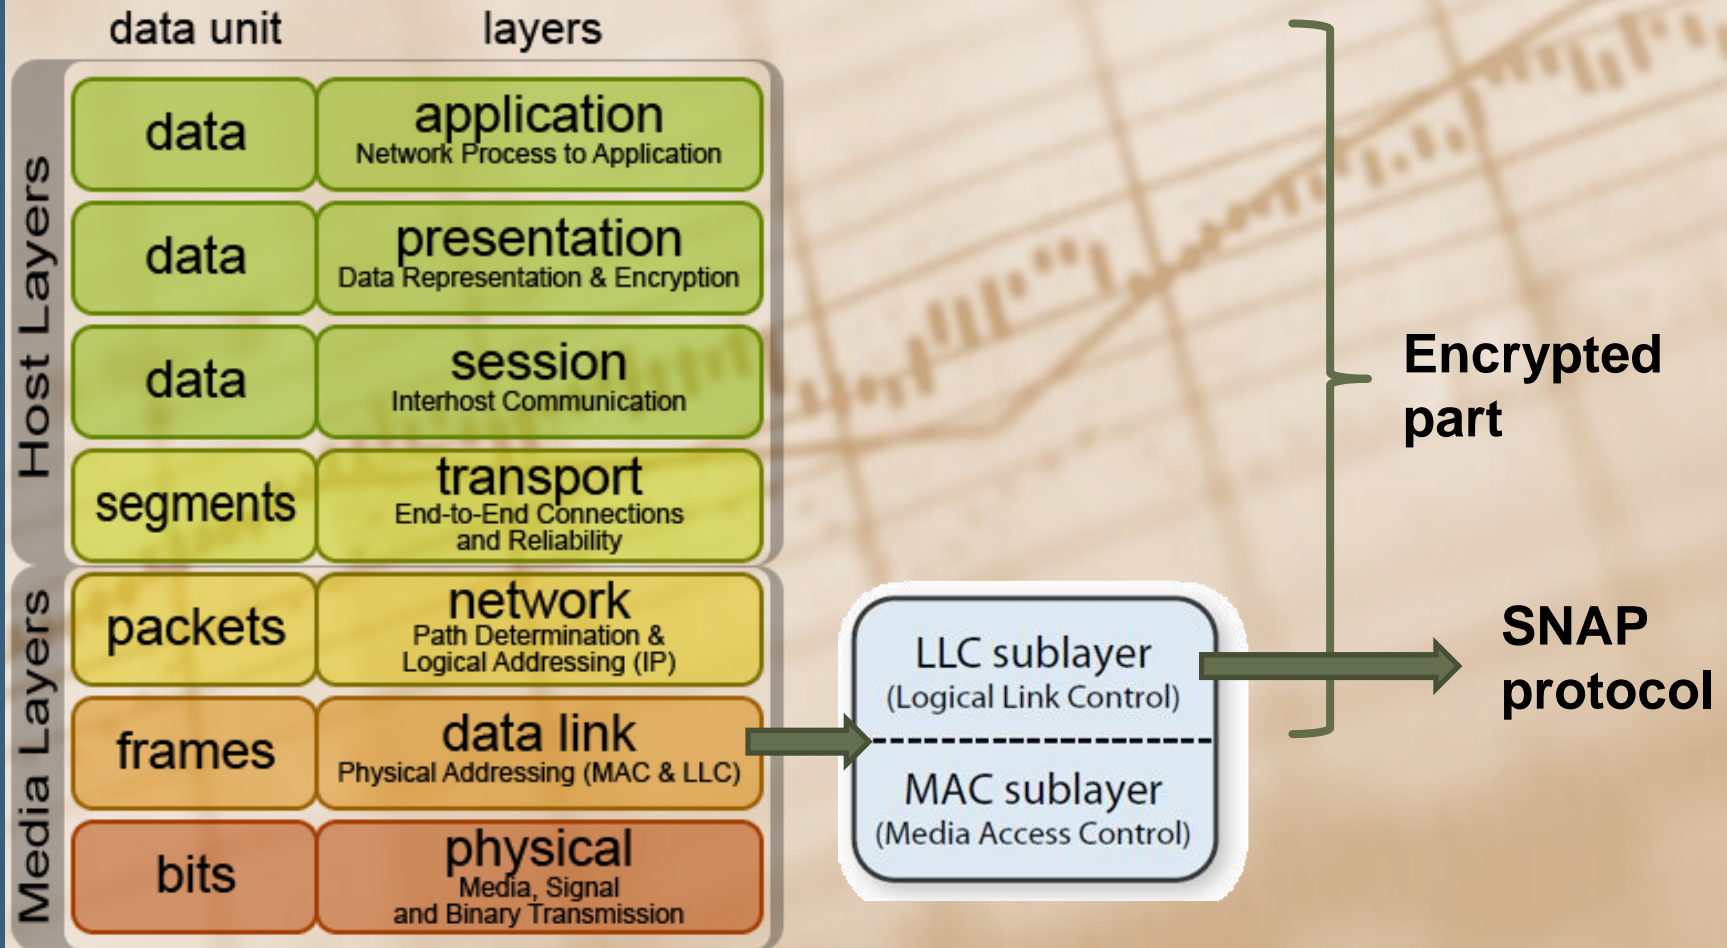 data unit
layers
Host Layers
data
application
Network Process to Application
data
presentation
Data Representation & Encryption
data
session
Interhost Communication
segments
transport
End-to-End Connections
and Reliability
Media Layers
packets
network
Path Determination &
Logical Addressing (IP)
frames
data link
Physical Addressing (MAC & LLC)
bits
physical
Media, Signal
and Binary Transmission
LLC sublayer
(Logical Link Control)
MAC sublayer
(Media Access Control)
Encrypted
part
SNAP
protocol